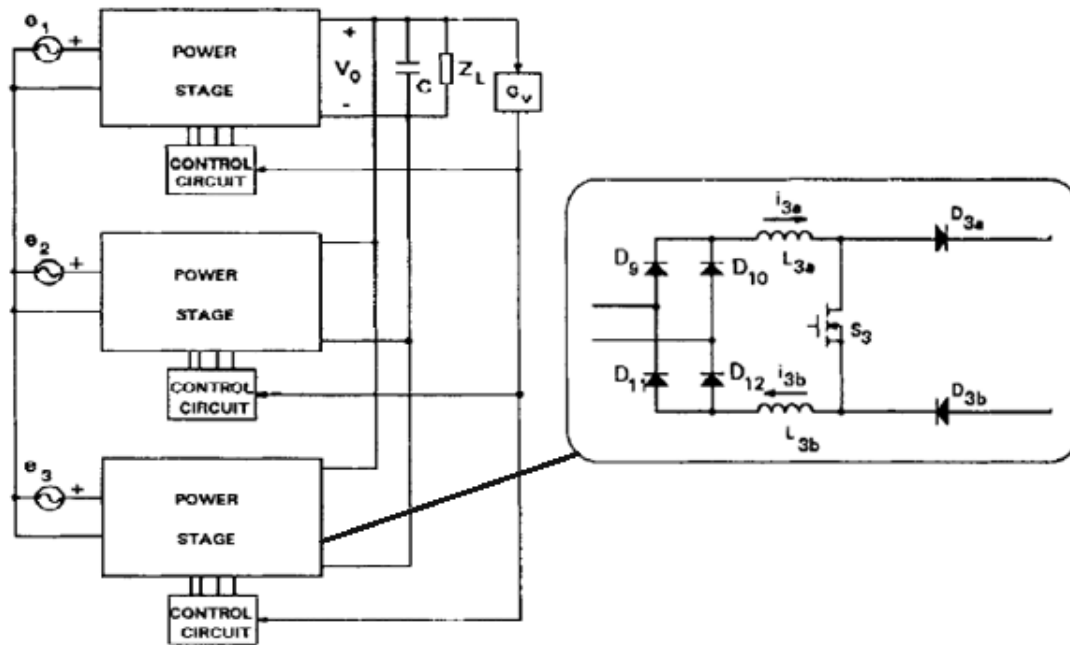 e1
+
POWER
STAGE
+
V0
-
C
ZL
Gv
CONTROL
CIRCUIT
e2
+
POWER
STAGE
CONTROL
CIRCUIT
e3
+
POWER
STAGE
CONTROL
CIRCUIT
i3a
L3a
D3a
D9
D10
S3
D11
D12
i3b
L3b
D3b